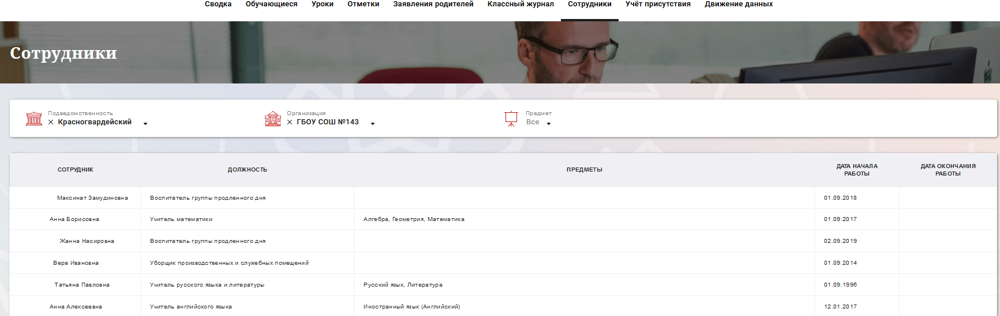 Сводка Обучающиеся Уроки Отметки Заявления родителей Классный журнал Сотрудники Учёт присутствия Движение данных
Сотрудники
Подведомственность Организация Предмет
× Красногвардейский × ГБОУ СОШ №143 Все
СОТРУДНИК ДОЛЖНОСТЬ ПРЕДМЕТЫ ДАТА НАЧАЛА РАБОТЫ ДАТА ОКОНЧАНИЯ РАБОТЫ
Максинат Замудиновна Воспитатель группы продленного дня 01.09.2018
Анна Борисовна Учитель математики Алгебра, Геометрия, Математика 01.09.2017
Жанна Насировна Воспитатель группы продленного дня 02.09.2019
Вера Ивановна Уборщик производственных и служебных помещений 01.09.2014
Татьяна Павловна Учитель русского языка и литературы Русский язык, Литература 01.09.1996
Анна Алексеевна Учитель английского языка Иностранный язык (Английский) 12.01.2017